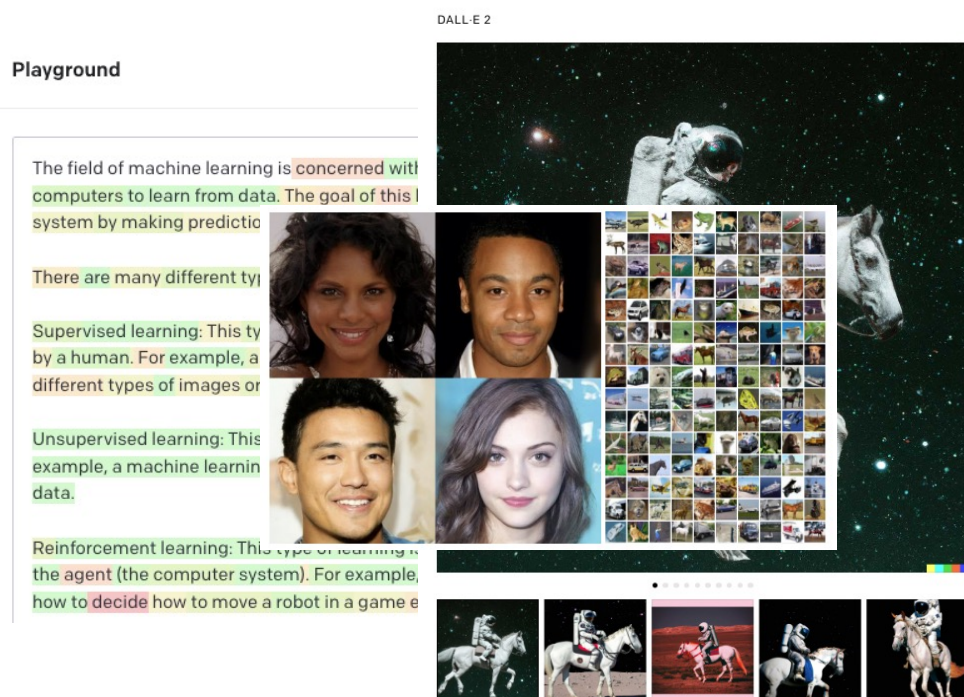 DALL·E 2
Playground
The field of machine learning is concerned with
computers to learn from data. The goal of this
system by making predictio
There are many different typ
Supervised learning: This ty
by a human. For example, a
different types of images or
Unsupervised learning: This
example, a machine learnin
data.
Reinforcement learning: This type of learning is
the agent (the computer system). For example,
how to decide how to move a robot in a game e